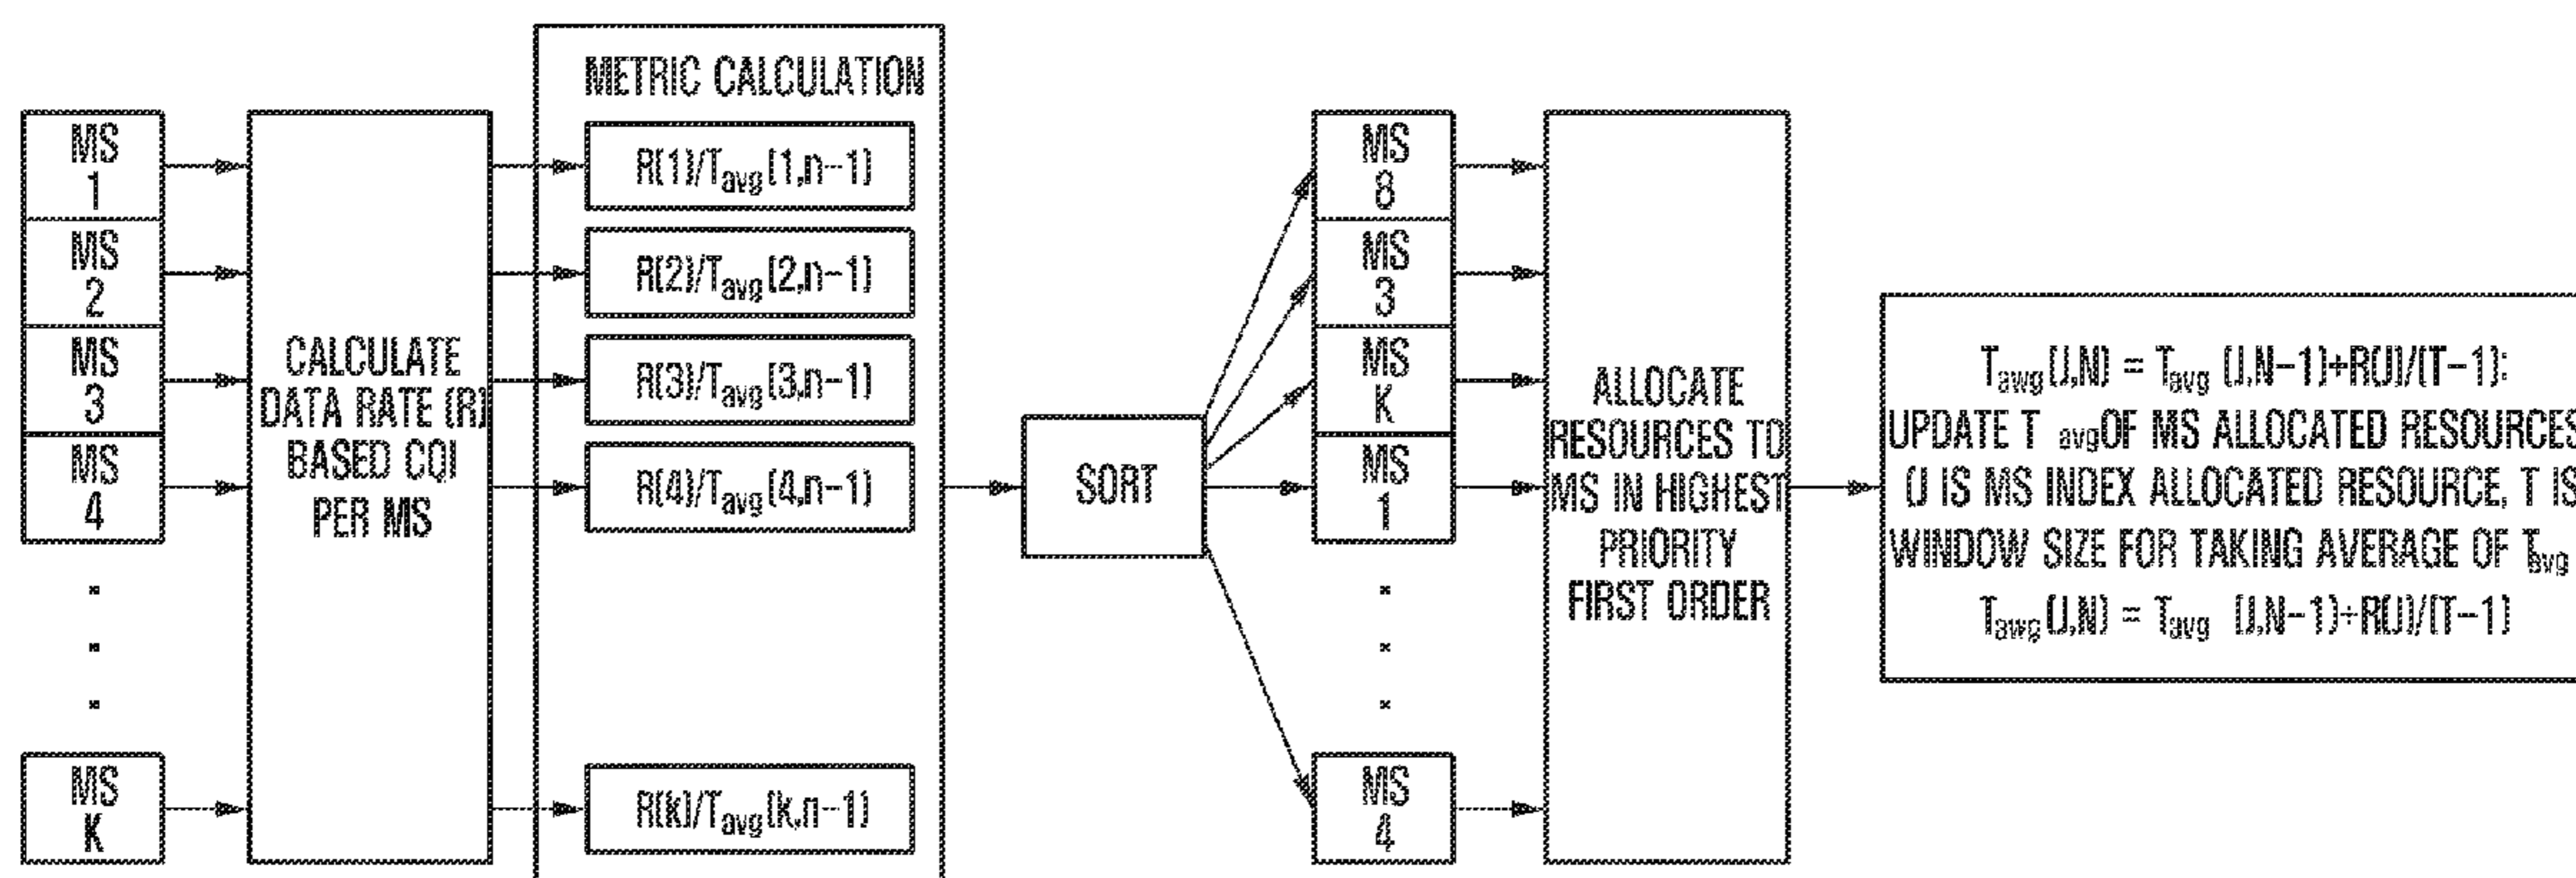 MS
1
MS
2
MS
3
MS
4
MS
K
CALCULATE
DATA RATE (R)
BASED CQI
PER MS
METRIC CALCULATION
R(1)/Tavg(1,n-1)
R(2)/Tavg(2,n-1)
R(3)/Tavg(3,n-1)
R(4)/Tavg(4,n-1)
R(k)/Tavg(k,n-1)
SORT
MS
8
MS
3
MS
K
MS
1
MS
4
ALLOCATE
RESOURCES TO
MS IN HIGHEST
PRIORITY
FIRST ORDER
Tawg(J,N) = Tavg (J,N-1)+R(J)/(T-1):
UPDATE T avgOF MS ALLOCATED RESOURCES
(J IS MS INDEX ALLOCATED RESOURCE, T IS
WINDOW SIZE FOR TAKING AVERAGE OF Tavg
Tawg(J,N) = Tavg (J,N-1)+R(J)/(T-1)